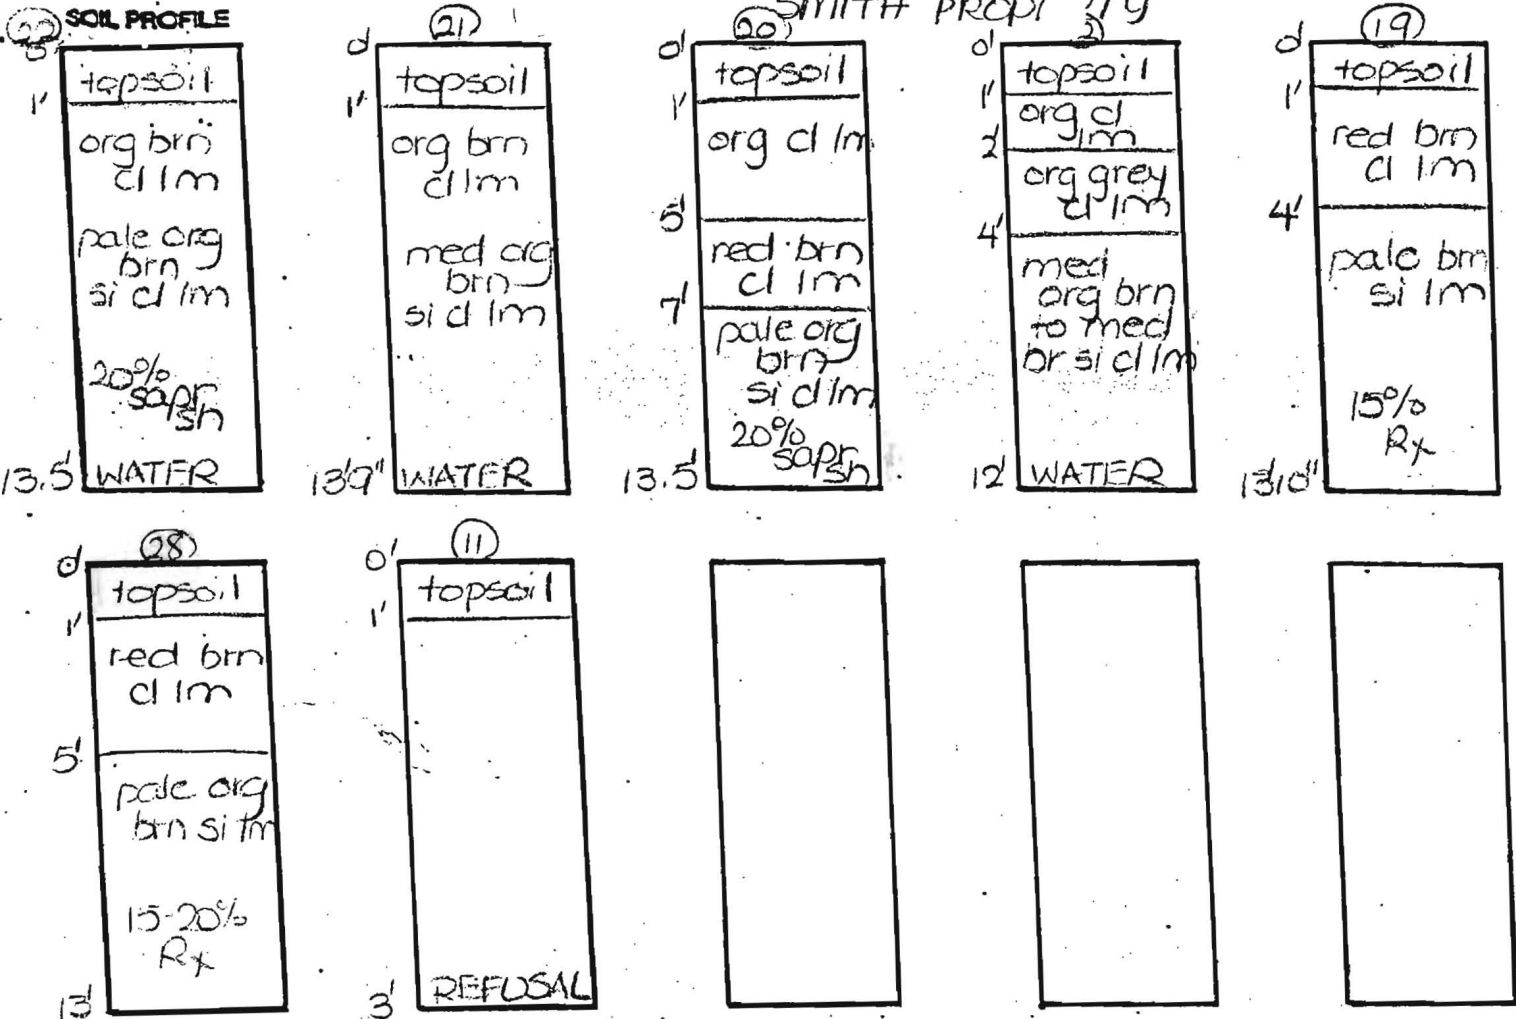 SMITH
22 SOIL PROFILE
0'
topsoil
1'
org brn
cl lm
pale org
brn
si cl lm
20%
sapr
sh
13.5' WATER
21
0'
topsoil
1'
org brn
cl lm
med org
brn
si cl lm
13'9" WATER
20
0'
topsoil
1'
org cl lm
5'
red brn
cl lm
7'
pale org
brn
si cl lm
20%
sapr
sh
13.5'
0'
topsoil
1'
org cl
lm
2'
org grey
cl lm
4'
med
org brn
to med
br si cl lm
12' WATER
19
0'
topsoil
1'
red brn
cl lm
4'
pale brn
si lm
15%
Rx
13'10"
28
0'
topsoil
1'
red brn
cl lm
5'
pale org
brn si lm
15-20%
Rx
13'
11
0'
topsoil
1'
3' REFUSAL